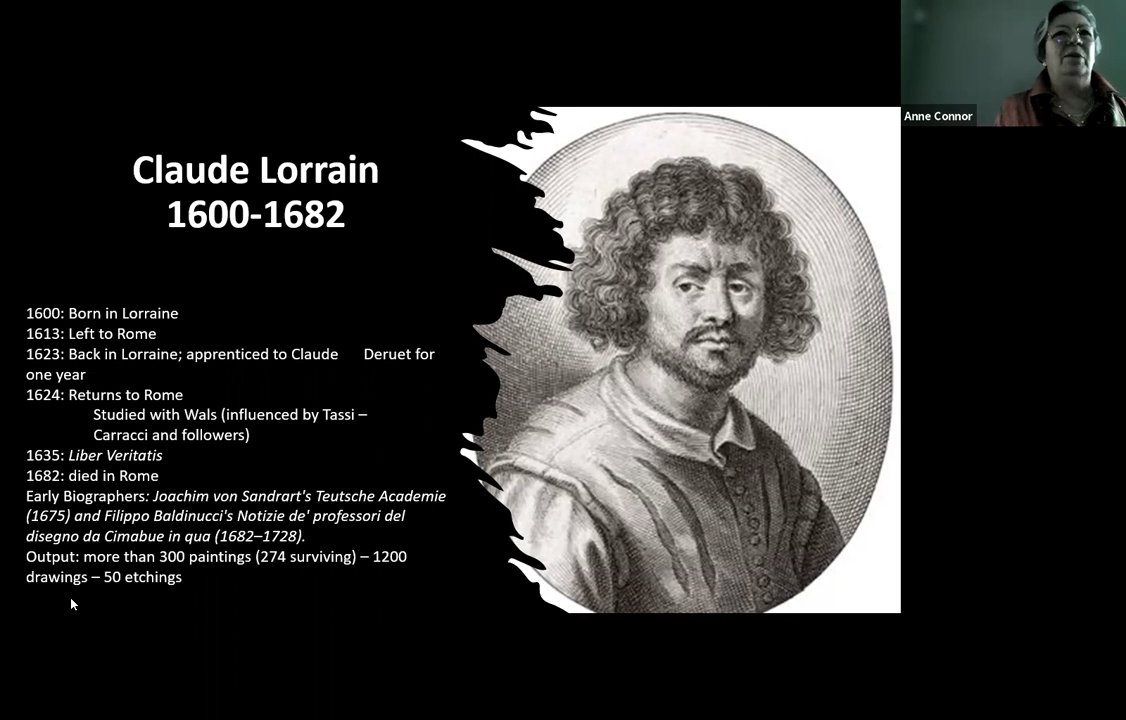 Anne Connor
Claude Lorrain
1600-1682
1600: Born in Lorraine
1613: Left to Rome
1623: Back in Lorraine; apprenticed to Claude Deruet for
one year
1624: Returns to Rome
Studied with Wals (influenced by Tassi –
Carracci and followers)
1635: Liber Veritatis
1682: died in Rome
Early Biographers: Joachim von Sandrart's Teutsche Academie
(1675) and Filippo Baldinucci's Notizie de' professori del
disegno da Cimabue in qua (1682–1728).
Output: more than 300 paintings (274 surviving) – 1200
drawings – 50 etchings